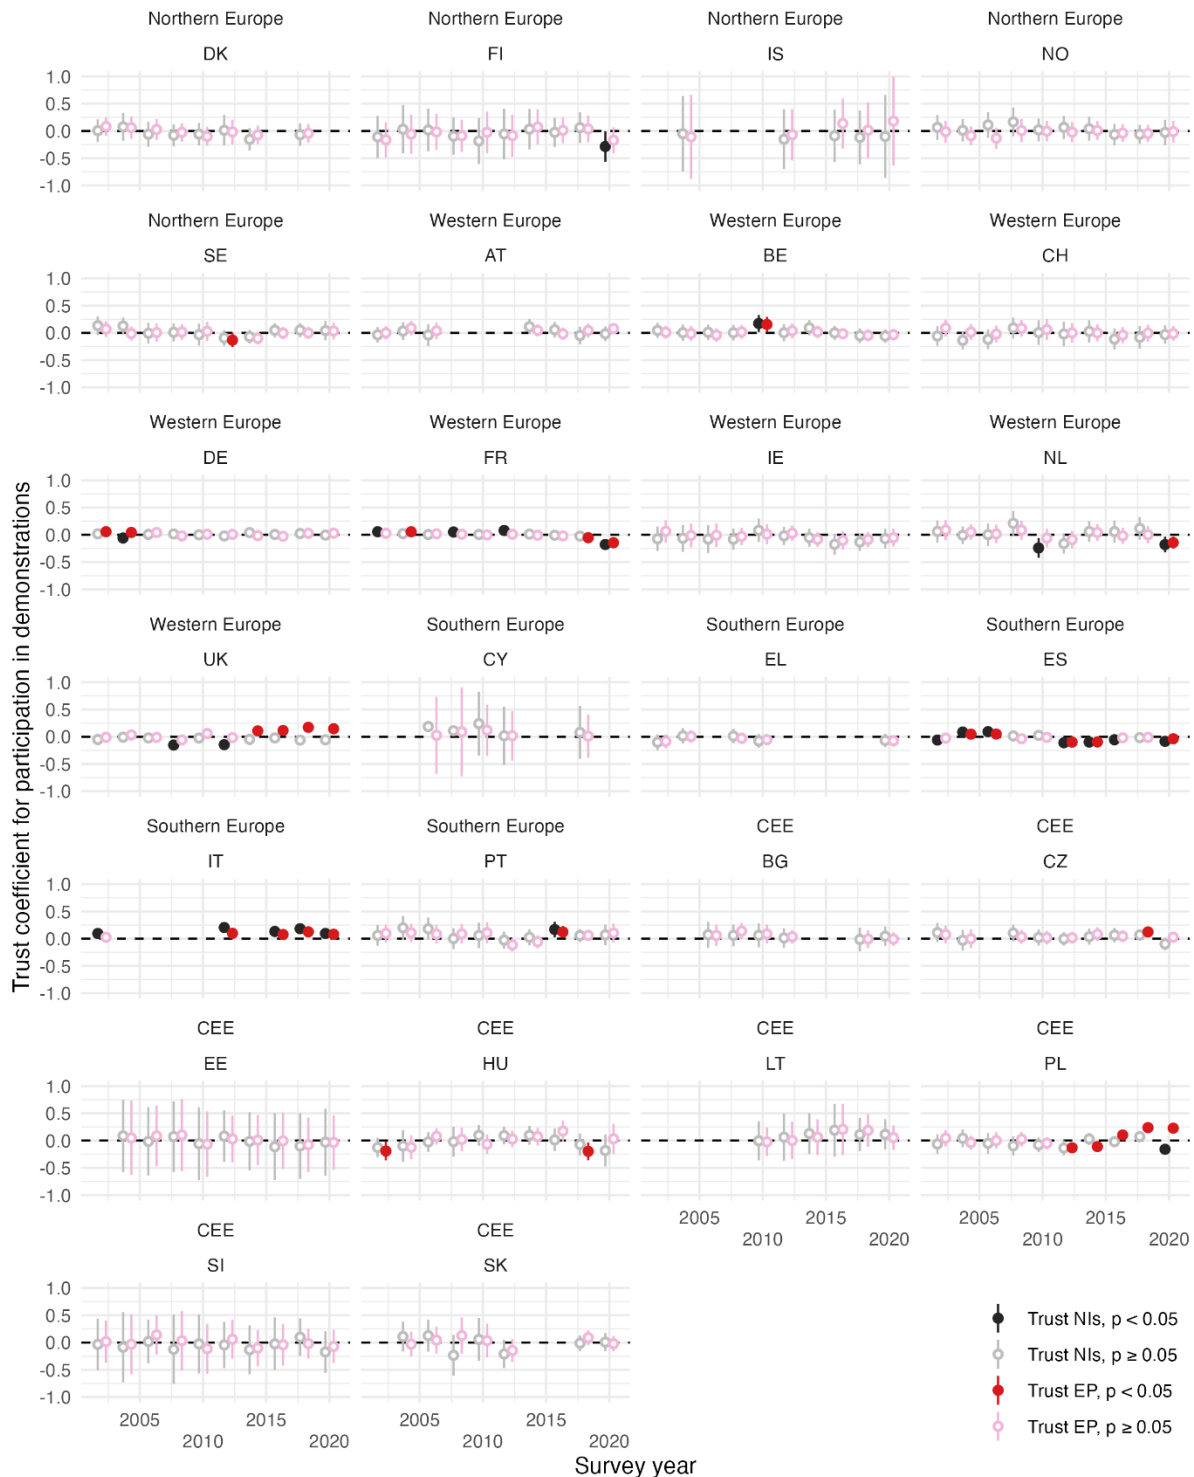 Northern Europe Northern Europe Northern Europe Northern Europe
DK FI IS NO
1.0
0.5
0.0
-0.5
-1.0
Northern Europe Western Europe Western Europe Western Europe
SE AT BE CH
1.0
0.5
0.0
-0.5
-1.0
Western Europe Western Europe Western Europe Western Europe
DE FR IE NL
1.0
0.5
0.0
-0.5
-1.0
Trust coefficient for participation in demonstrations
Western Europe Southern Europe Southern Europe Southern Europe
UK CY EL ES
1.0
0.5
0.0
-0.5
-1.0
Southern Europe Southern Europe CEE CEE
IT PT BG CZ
1.0
0.5
0.0
-0.5
-1.0
CEE CEE CEE CEE
EE HU LT PL
1.0
0.5
0.0
-0.5
-1.0
2005 2015 2005 2015
2010 2020 2010 2020
CEE CEE
SI SK
1.0
0.5
0.0
-0.5
-1.0
2005 2015 2005 2015
2010 2020 2010 2020
Survey year
Trust NIs, p < 0.05
Trust NIs, p ≥ 0.05
Trust EP, p < 0.05
Trust EP, p ≥ 0.05